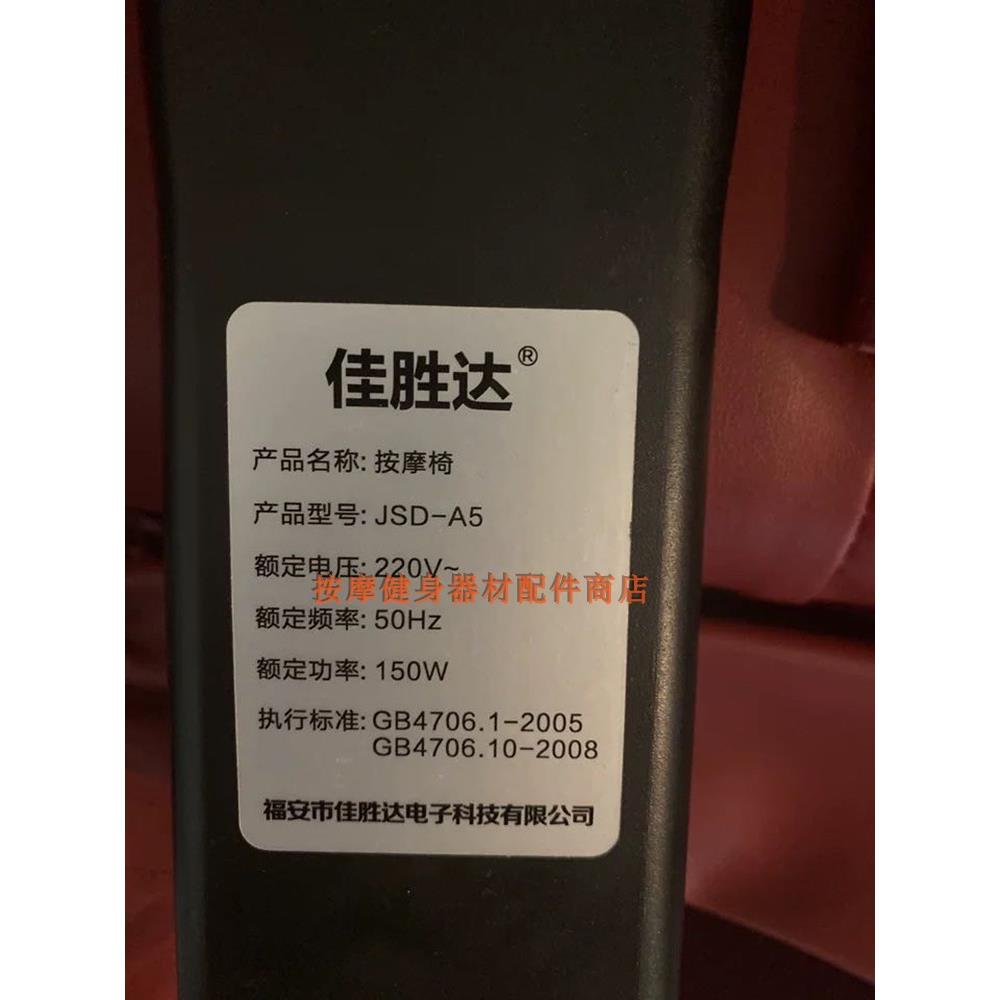 佳胜达®
产品名称: 按摩椅
产品型号: JSD-A5
额定电压: 220V~
按摩健身器材配件商店
额定频率: 50Hz
额定功率: 150W
执行标准: GB4706.1-2005
GB4706.10-2008
福安市佳胜达电子科技有限公司